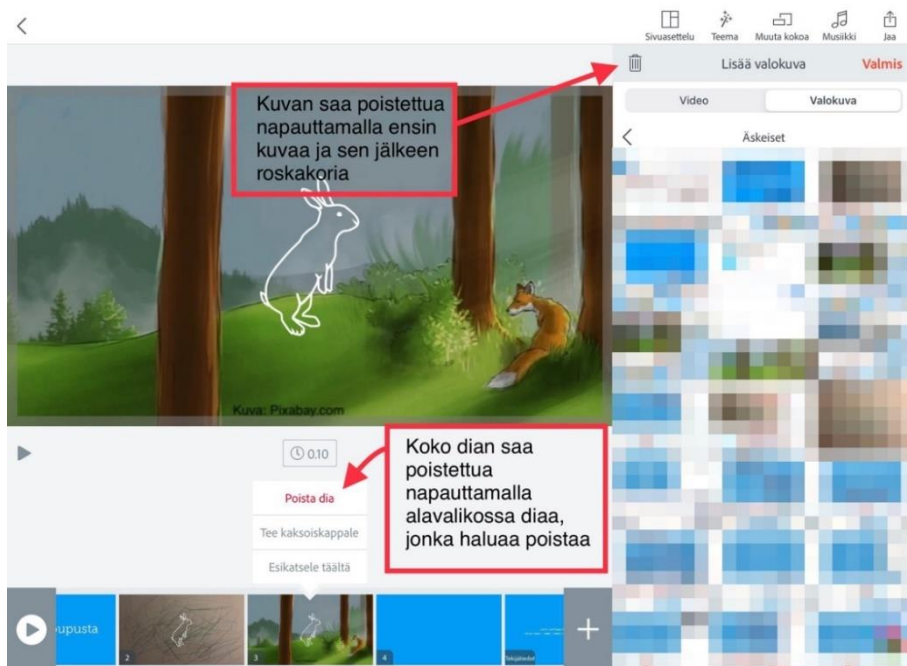 Sivuasettelu
Teema
Muuta kokoa
Musiikki
Jaa
Lisää valokuva
Valmis
Video
Valokuva
Äskeiset
Kuvan saa poistettua
napauttamalla ensin
kuvaa ja sen jälkeen
roskakoria
Kuva: Pixabay.com
0.10
Koko dian saa
poistettua
napauttamalla
alavalikossa diaa,
jonka haluaa poistaa
Poista dia
Tee kaksoiskappale
Esikatsele täältä
upusta
2
3
4
Tekijätiedot